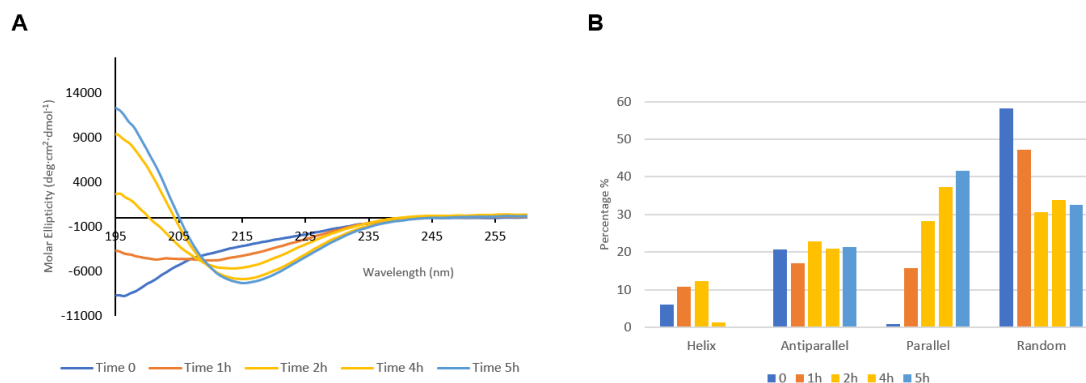 A
B
Molar Ellipticity (deg·cm²·dmol⁻¹)
14000
9000
4000
-1000
-6000
-11000
195 205 215 225 235 245 255
Wavelength (nm)
Time 0 Time 1h Time 2h Time 4h Time 5h
Percentage %
60
50
40
30
20
10
0
Helix Antiparallel Parallel Random
0 1h 2h 4h 5h